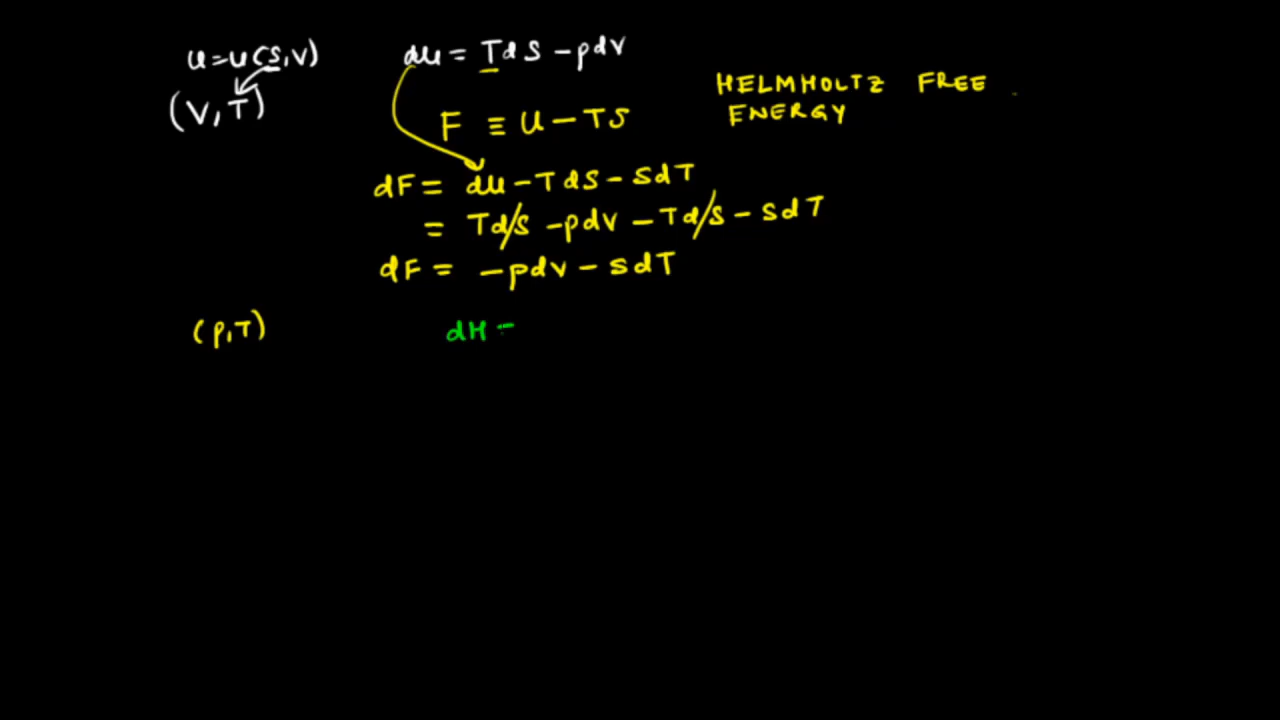 u = u(S,V) du = TdS - pdV
(V,T) HELMHOLTZ FREE
F ≡ U - TS ENERGY
dF = du - TdS - SdT
= TdS - pdV - TdS - SdT
dF = -pdV - SdT
(P,T) dH =